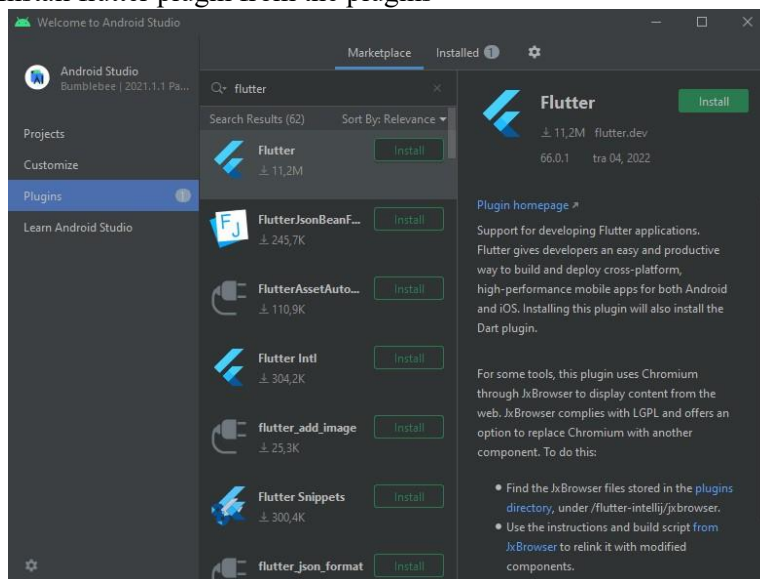 install flutter plugin from the plugins
Welcome to Android Studio
Android Studio
Bumblebee | 2021.1.1 Pa...
Projects
Customize
Plugins 1
Learn Android Studio
Marketplace Installed 1
flutter
Search Results (62) Sort By: Relevance
Flutter Install
11,2M
FlutterJsonBeanF... Install
245,7K
FlutterAssetAuto... Install
110,9K
Flutter Intl Install
304,2K
flutter_add_image Install
25,3K
Flutter Snippets Install
300,4K
flutter_json_format Install
Flutter Install
11,2M flutter.dev
66.0.1 tra 04, 2022
Plugin homepage ↗
Support for developing Flutter applications.
Flutter gives developers an easy and productive
way to build and deploy cross-platform,
high-performance mobile apps for both Android
and iOS. Installing this plugin will also install the
Dart plugin.
For some tools, this plugin uses Chromium
through JxBrowser to display content from the
web. JxBrowser complies with LGPL and offers an
option to replace Chromium with another
component. To do this:
• Find the JxBrowser files stored in the plugins
directory, under /flutter-intellij/jxbrowser.
• Use the instructions and build script from
JxBrowser to relink it with modified
components.